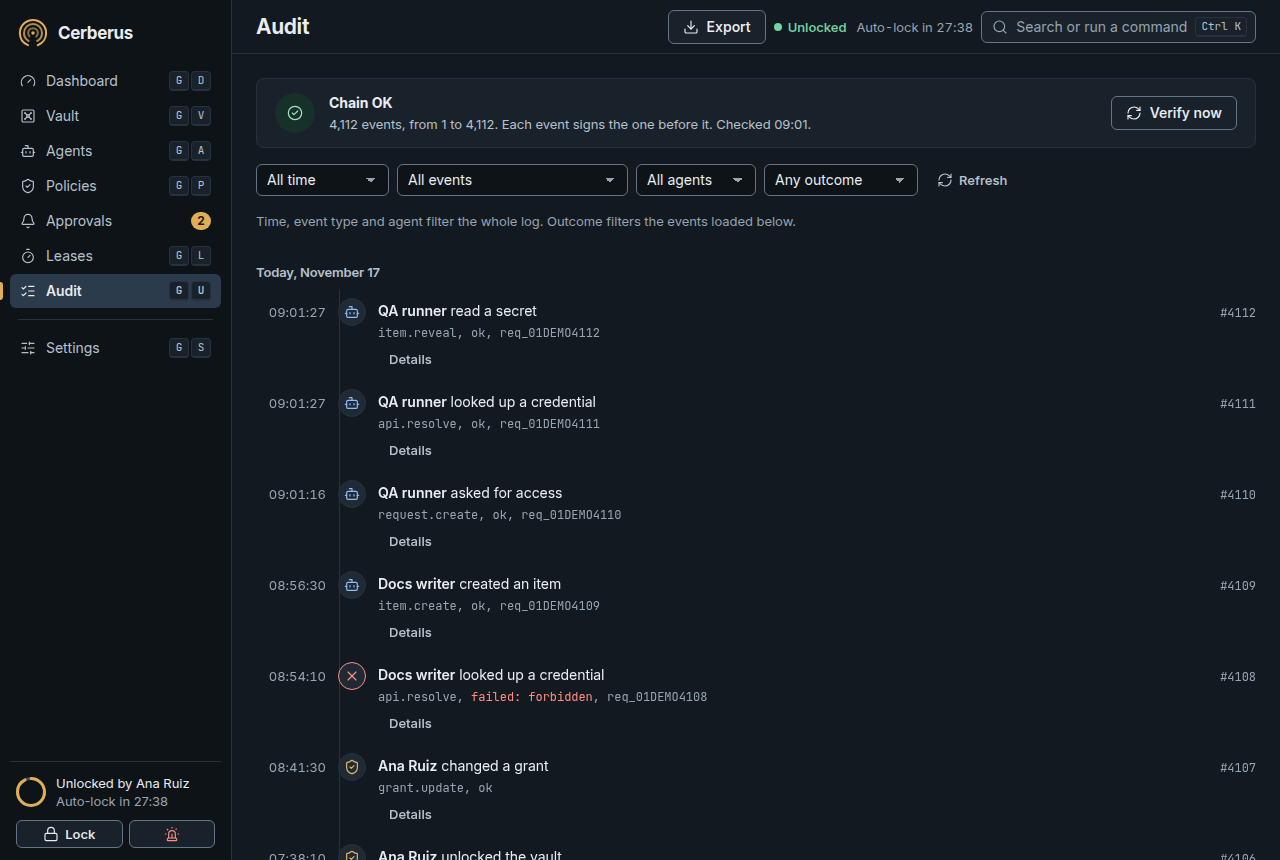 Cerberus
Dashboard G D
Vault G V
Agents G A
Policies G P
Approvals 2
Leases G L
Audit G U
Settings G S
Unlocked by Ana Ruiz
Auto-lock in 27:38
Lock
Audit
Export
Unlocked Auto-lock in 27:38
Search or run a command Ctrl K
Chain OK
4,112 events, from 1 to 4,112. Each event signs the one before it. Checked 09:01.
Verify now
All time All events All agents Any outcome Refresh
Time, event type and agent filter the whole log. Outcome filters the events loaded below.
Today, November 17
09:01:27 QA runner read a secret #4112
item.reveal, ok, req_01DEMO4112
Details
09:01:27 QA runner looked up a credential #4111
api.resolve, ok, req_01DEMO4111
Details
09:01:16 QA runner asked for access #4110
request.create, ok, req_01DEMO4110
Details
08:56:30 Docs writer created an item #4109
item.create, ok, req_01DEMO4109
Details
08:54:10 Docs writer looked up a credential #4108
api.resolve, failed: forbidden, req_01DEMO4108
Details
08:41:30 Ana Ruiz changed a grant #4107
grant.update, ok
Details
07:38:10 Ana Ruiz unlocked the vault #4106